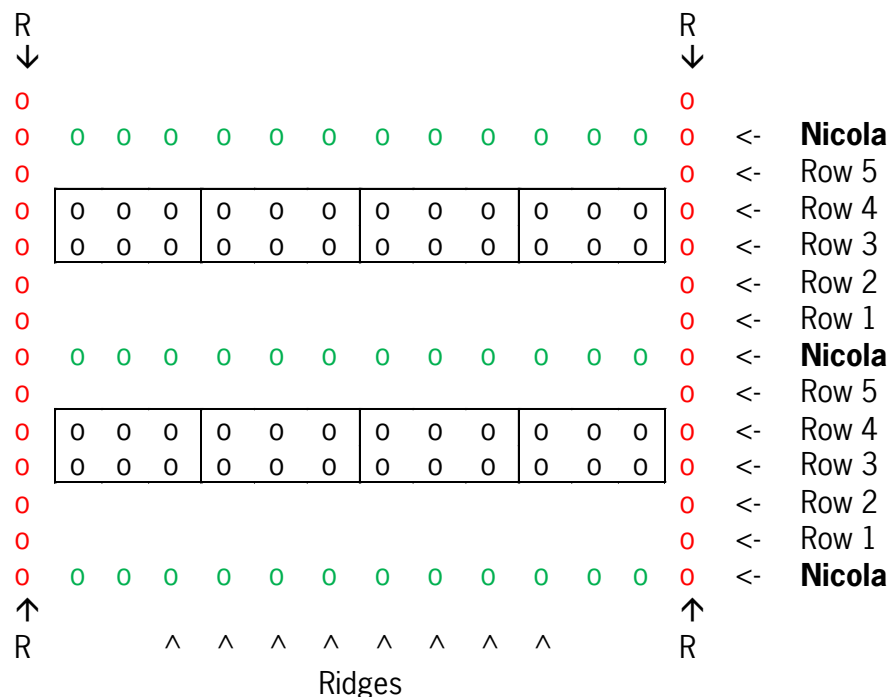 R R
↓ ↓
o o
o o o o o o o o o o o o o o <- Nicola
o o <- Row 5
o o o o o o o o o o o o o o <- Row 4
o o o o o o o o o o o o o o <- Row 3
o o <- Row 2
o o <- Row 1
o o o o o o o o o o o o o o <- Nicola
o o <- Row 5
o o o o o o o o o o o o o o <- Row 4
o o o o o o o o o o o o o o <- Row 3
o o <- Row 2
o o <- Row 1
o o o o o o o o o o o o o o <- Nicola
↑ ↑
R ^ ^ ^ ^ ^ ^ ^ ^ R
Ridges